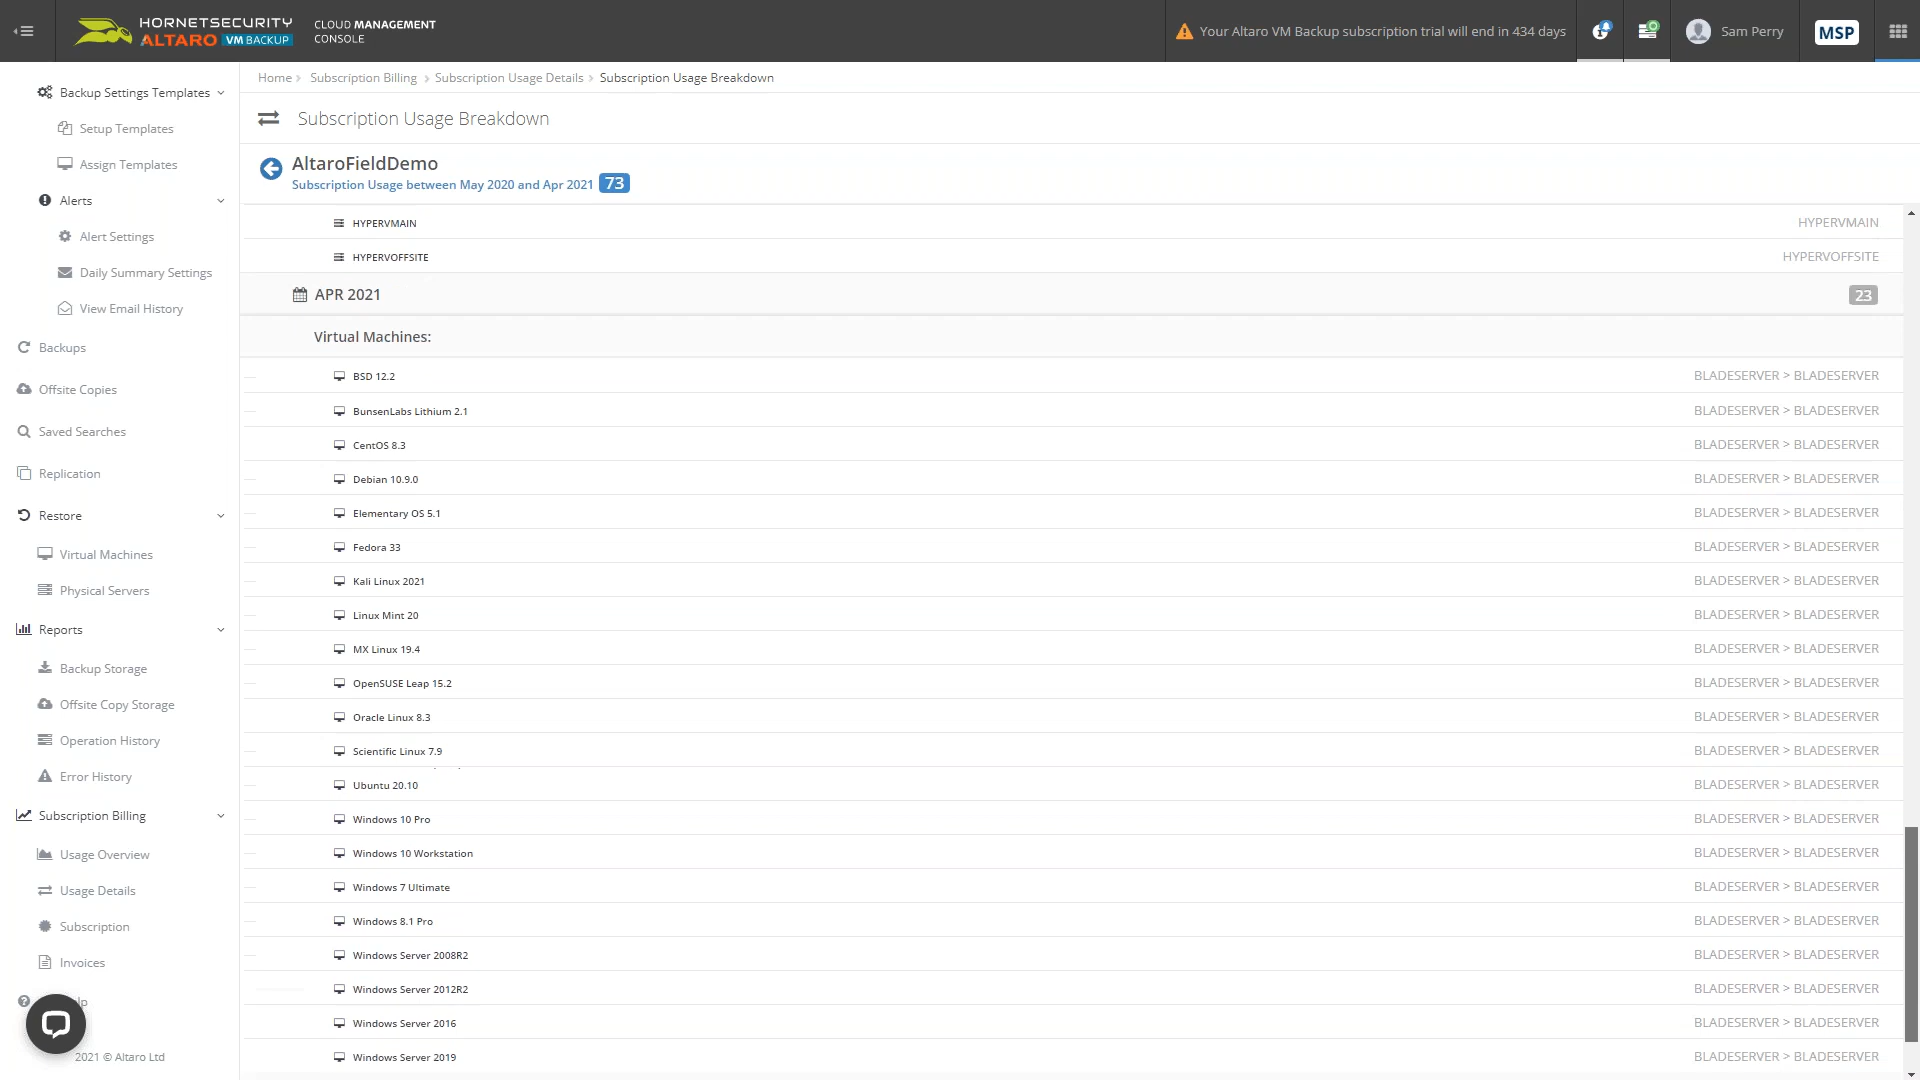 HORNETSECURITY
ALTARO VM BACKUP
CLOUD MANAGEMENT
CONSOLE
Your Altaro VM Backup subscription trial will end in 434 days
Sam Perry
MSP
Backup Settings Templates
Setup Templates
Assign Templates
Alerts
Alert Settings
Daily Summary Settings
View Email History
Backups
Offsite Copies
Saved Searches
Replication
Restore
Virtual Machines
Physical Servers
Reports
Backup Storage
Offsite Copy Storage
Operation History
Error History
Subscription Billing
Usage Overview
Usage Details
Subscription
Invoices
2021 © Altaro Ltd
Home > Subscription Billing > Subscription Usage Details > Subscription Usage Breakdown
Subscription Usage Breakdown
AltaroFieldDemo
Subscription Usage between May 2020 and Apr 2021 73
HYPERVMAIN HYPERVMAIN
HYPERVOFFSITE HYPERVOFFSITE
APR 2021 23
Virtual Machines:
BSD 12.2 BLADESERVER > BLADESERVER
BunsenLabs Lithium 2.1 BLADESERVER > BLADESERVER
CentOS 8.3 BLADESERVER > BLADESERVER
Debian 10.9.0 BLADESERVER > BLADESERVER
Elementary OS 5.1 BLADESERVER > BLADESERVER
Fedora 33 BLADESERVER > BLADESERVER
Kali Linux 2021 BLADESERVER > BLADESERVER
Linux Mint 20 BLADESERVER > BLADESERVER
MX Linux 19.4 BLADESERVER > BLADESERVER
OpenSUSE Leap 15.2 BLADESERVER > BLADESERVER
Oracle Linux 8.3 BLADESERVER > BLADESERVER
Scientific Linux 7.9 BLADESERVER > BLADESERVER
Ubuntu 20.10 BLADESERVER > BLADESERVER
Windows 10 Pro BLADESERVER > BLADESERVER
Windows 10 Workstation BLADESERVER > BLADESERVER
Windows 7 Ultimate BLADESERVER > BLADESERVER
Windows 8.1 Pro BLADESERVER > BLADESERVER
Windows Server 2008R2 BLADESERVER > BLADESERVER
Windows Server 2012R2 BLADESERVER > BLADESERVER
Windows Server 2016 BLADESERVER > BLADESERVER
Windows Server 2019 BLADESERVER > BLADESERVER